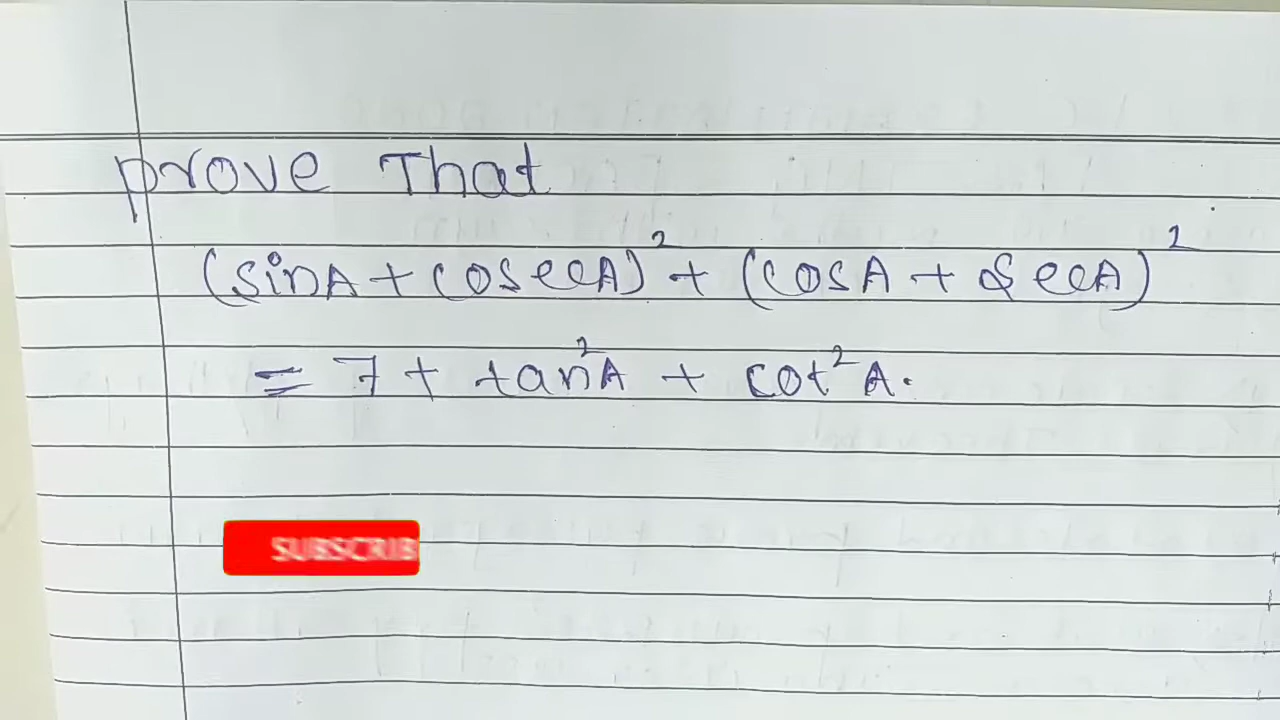 Prove That
(sinA + cosecA)² + (cosA + secA)²
= 7 + tan²A + cot²A.
SUBSCRIB